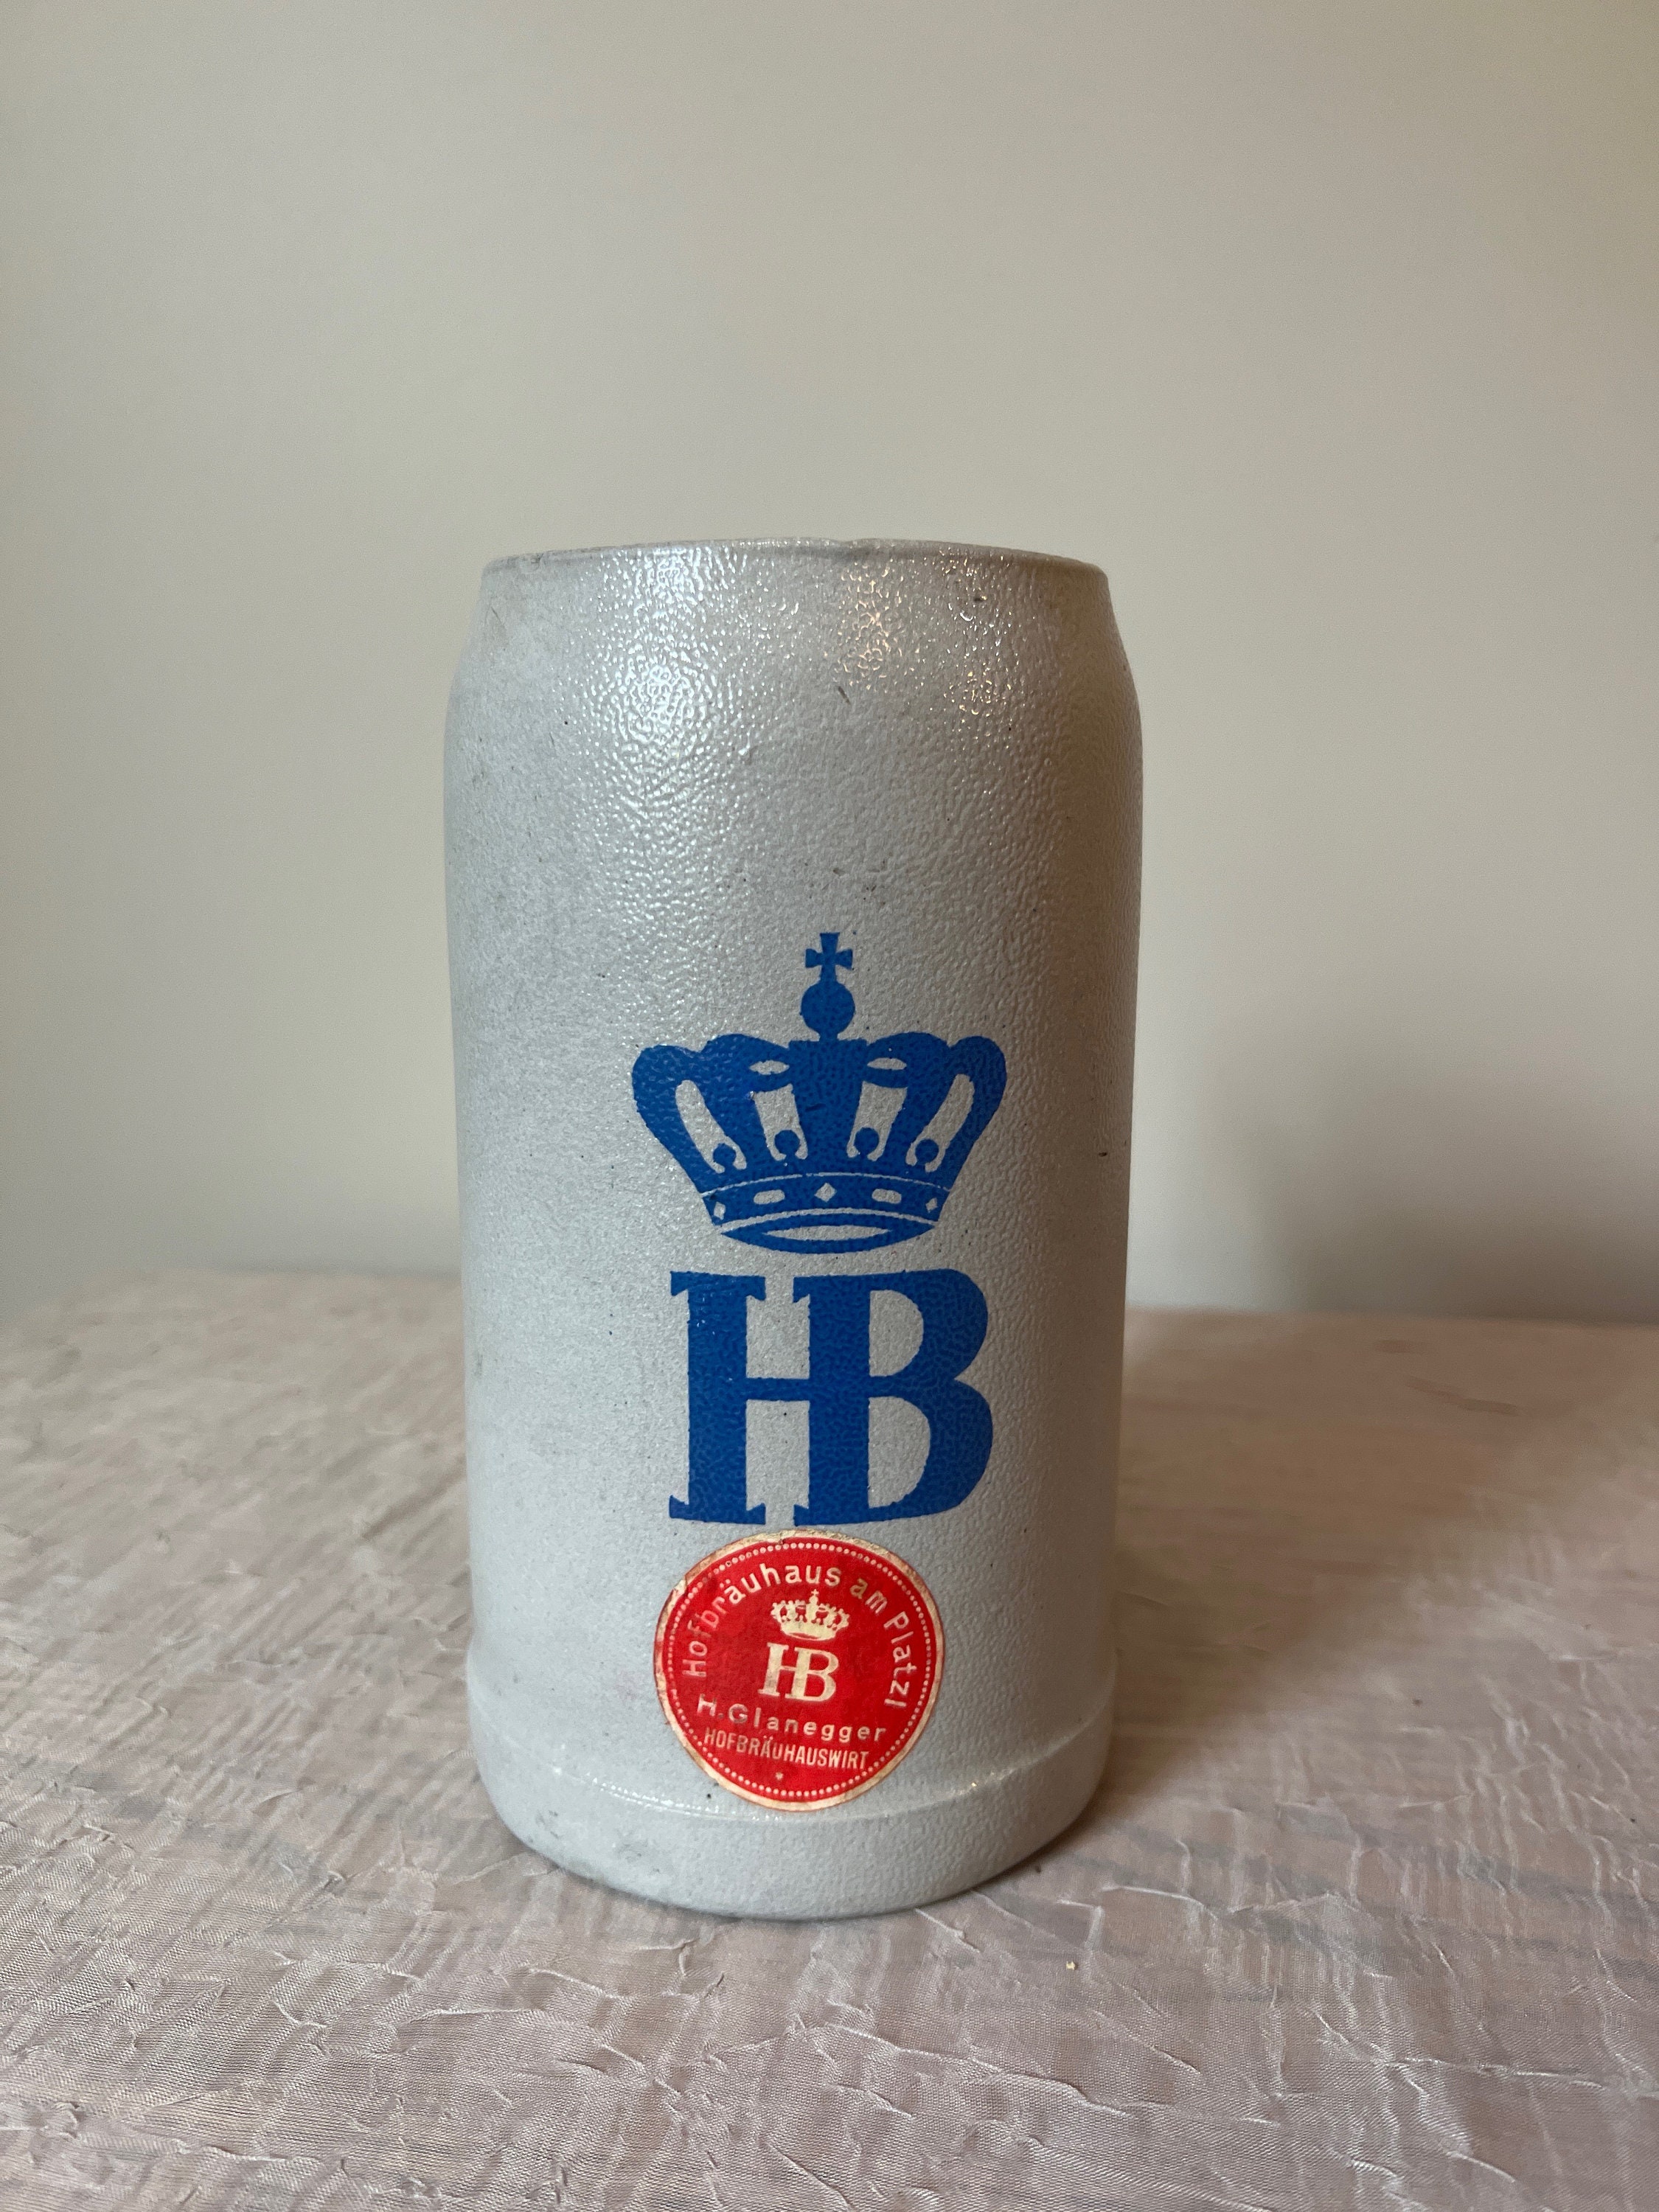 HB
Hofbräuhaus am Platzl
HB
H. Glanegger
HOFBRÄUHAUSWIRT